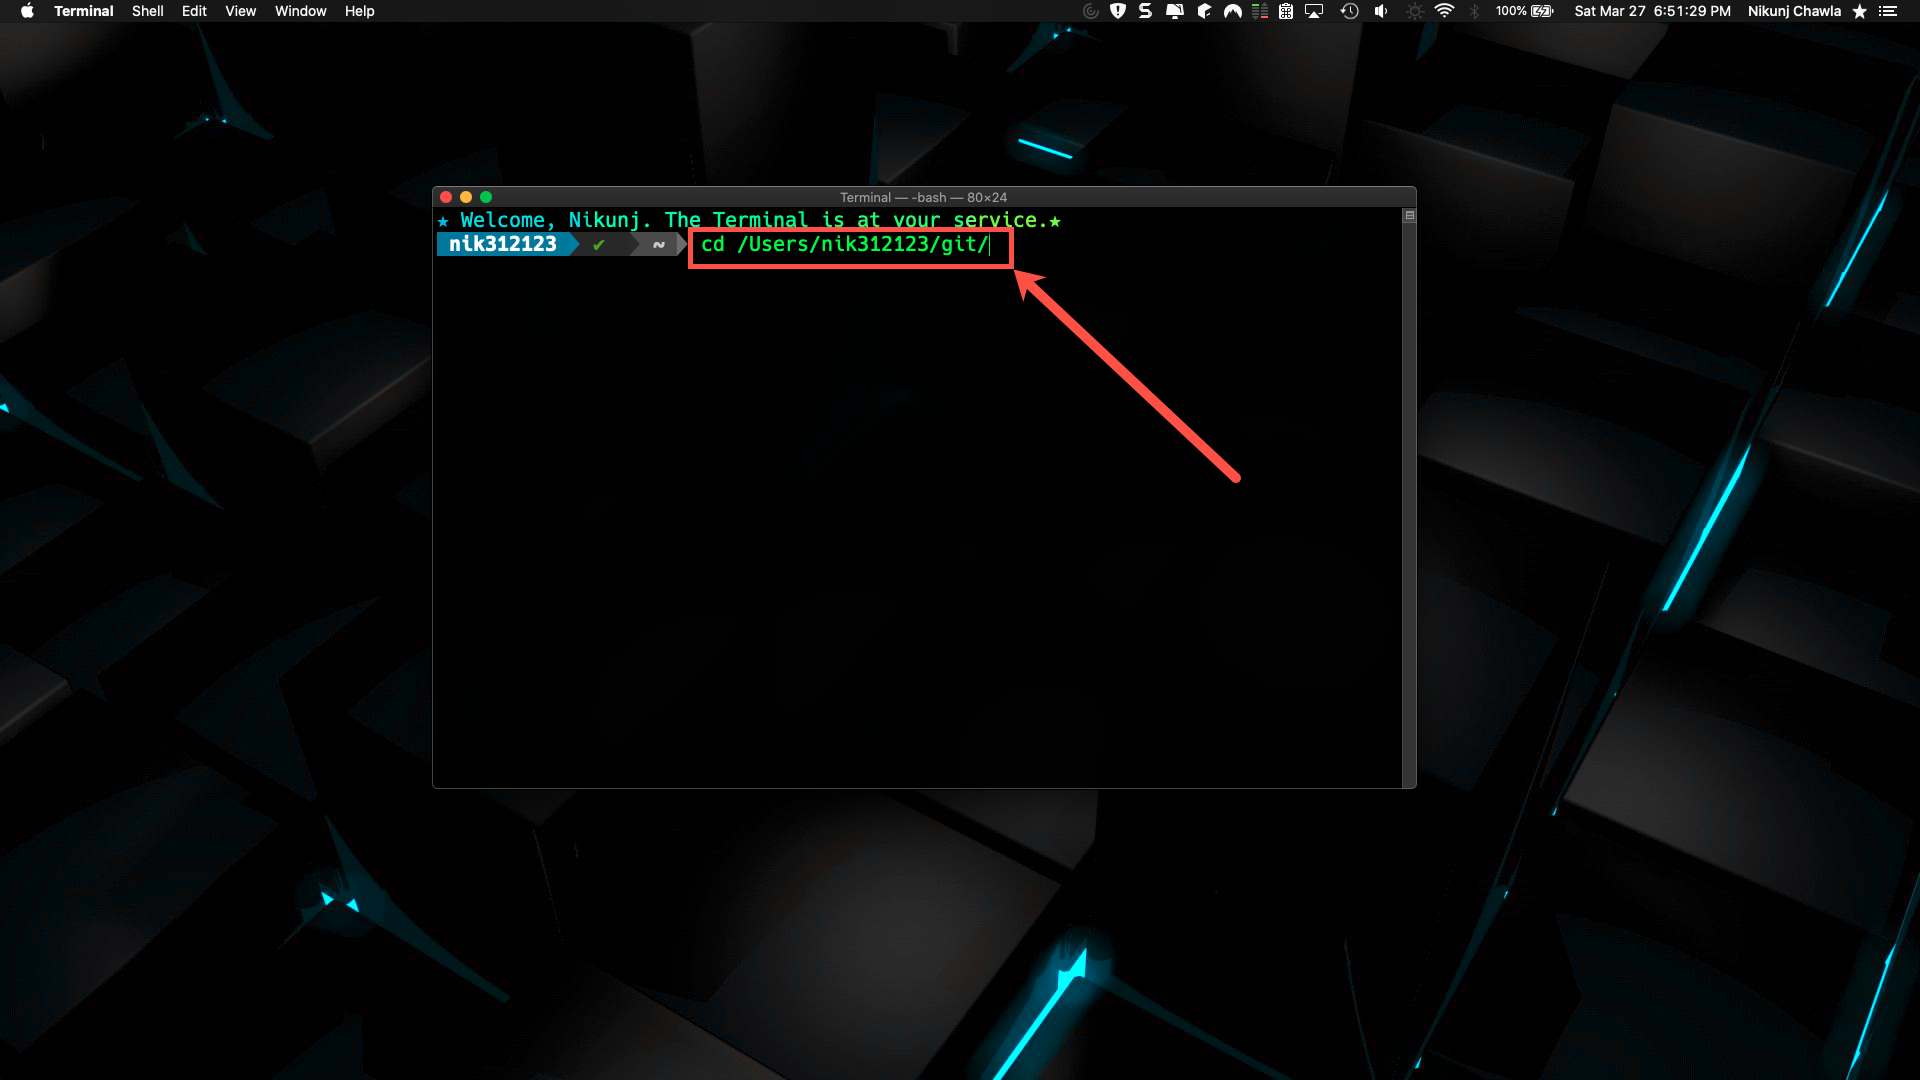 Terminal Shell Edit View Window Help 100% Sat Mar 27 6:51:29 PM Nikunj Chawla
Terminal — -bash — 80×24
★ Welcome, Nikunj. The Terminal is at your service.★
nik312123 ✔ ~ cd /Users/nik312123/git/